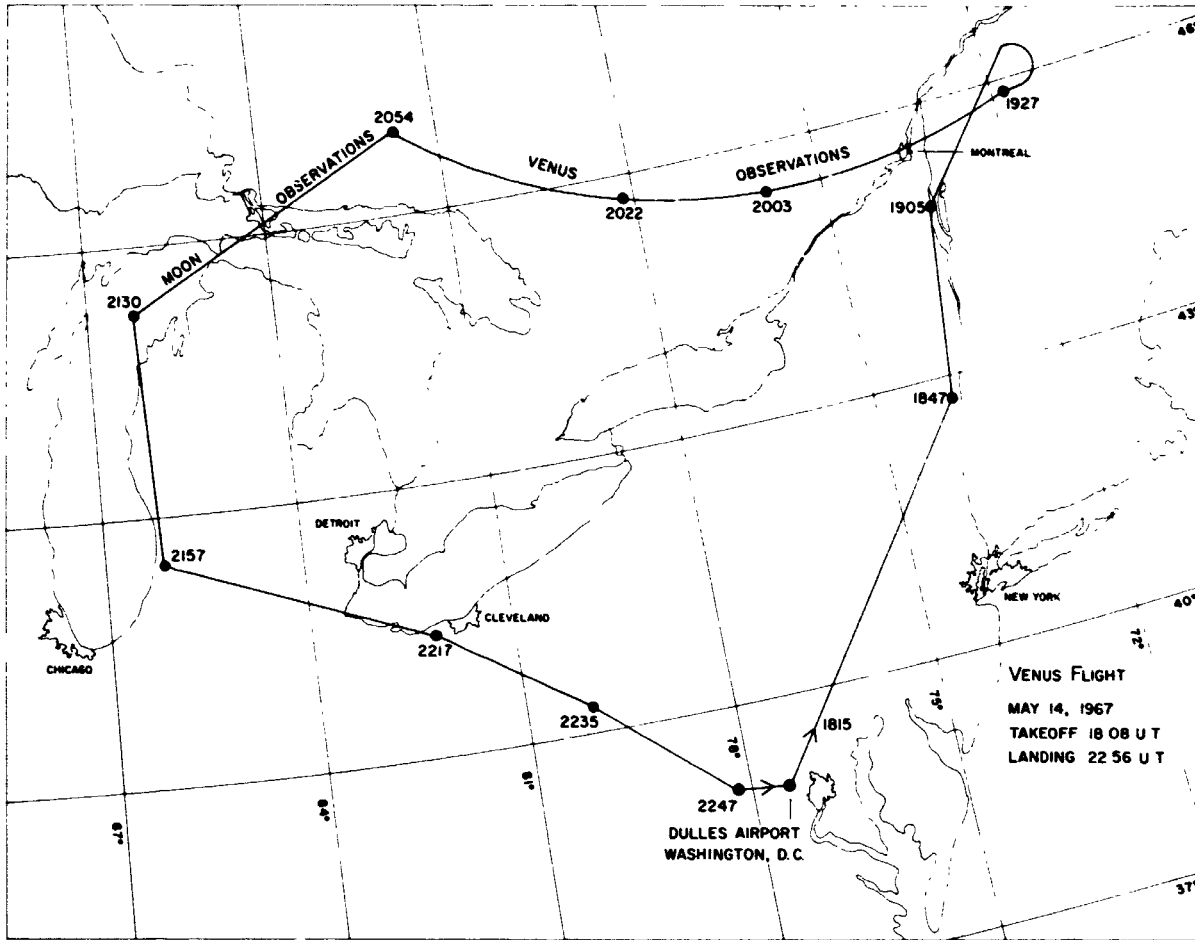 46°
1927
2054
OBSERVATIONS
VENUS
OBSERVATIONS
MONTREAL
2022
2003
1905
MOON
2130
43°
1847
DETROIT
2157
NEW YORK
40°
CLEVELAND
2217
CHICAGO
72°
VENUS FLIGHT
75°
MAY 14, 1967
2235
1815
TAKEOFF 18 08 U T
78°
LANDING 22 56 U T
81°
84°
87°
2247
DULLES AIRPORT
WASHINGTON, D.C.
37°